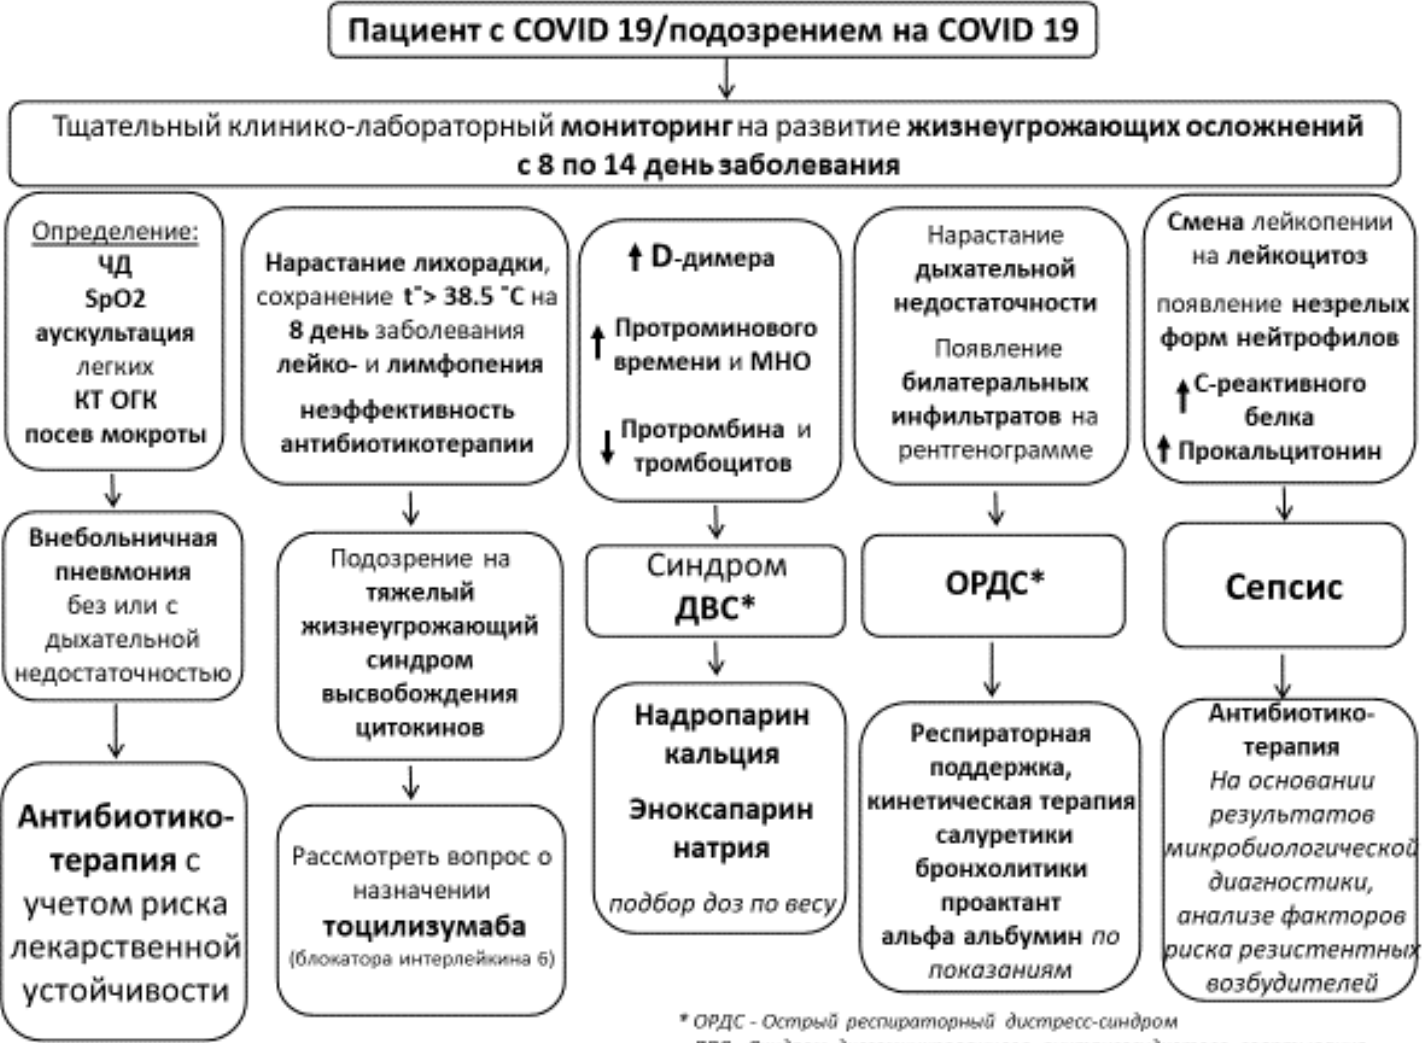 Пациент с COVID 19/подозрением на COVID 19
Тщательный клинико-лабораторный мониторинг на развитие жизнеугрожающих осложнений
с 8 по 14 день заболевания
Определение:
ЧД
SpO2
аускультация
легких
КТ ОГК
посев мокроты
Внебольничная
пневмония
без или с
дыхательной
недостаточностью
Антибиотико-
терапия с
учетом риска
лекарственной
устойчивости
Нарастание лихорадки,
сохранение t˚> 38.5 ˚C на
8 день заболевания
лейко- и лимфопения
неэффективность
антибиотикотерапии
Подозрение на
тяжелый
жизнеугрожающий
синдром
высвобождения
цитокинов
Рассмотреть вопрос о
назначении
тоцилизумаба
(блокатора интерлейкина 6)
↑ D-димера
↑ Протроминового
времени и МНО
↓ Протромбина и
тромбоцитов
Синдром
ДВС*
Надропарин
кальция
Эноксапарин
натрия
подбор доз по весу
Нарастание
дыхательной
недостаточности
Появление
билатеральных
инфильтратов на
рентгенограмме
ОРДС*
Респираторная
поддержка,
кинетическая терапия
салуретики
бронхолитики
проактант
альфа альбумин по
показаниям
Смена лейкопении
на лейкоцитоз
появление незрелых
форм нейтрофилов
↑ С-реактивного
белка
↑ Прокальцитонин
Сепсис
Антибиотико-
терапия
На основании
результатов
микробиологической
диагностики,
анализе факторов
риска резистентных
возбудителей
* ОРДС - Острый респираторный дистресс-синдром